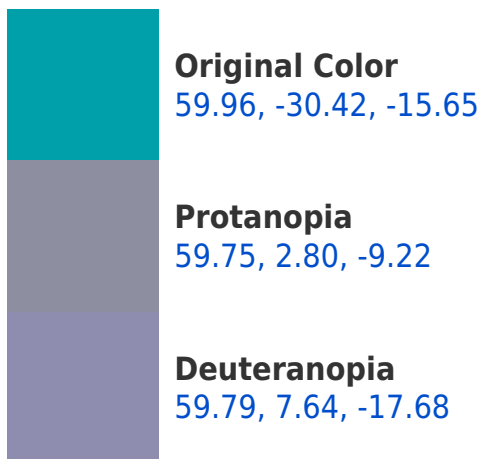 Original Color
59.96, -30.42, -15.65
Protanopia
59.75, 2.80, -9.22
Deuteranopia
59.79, 7.64, -17.68